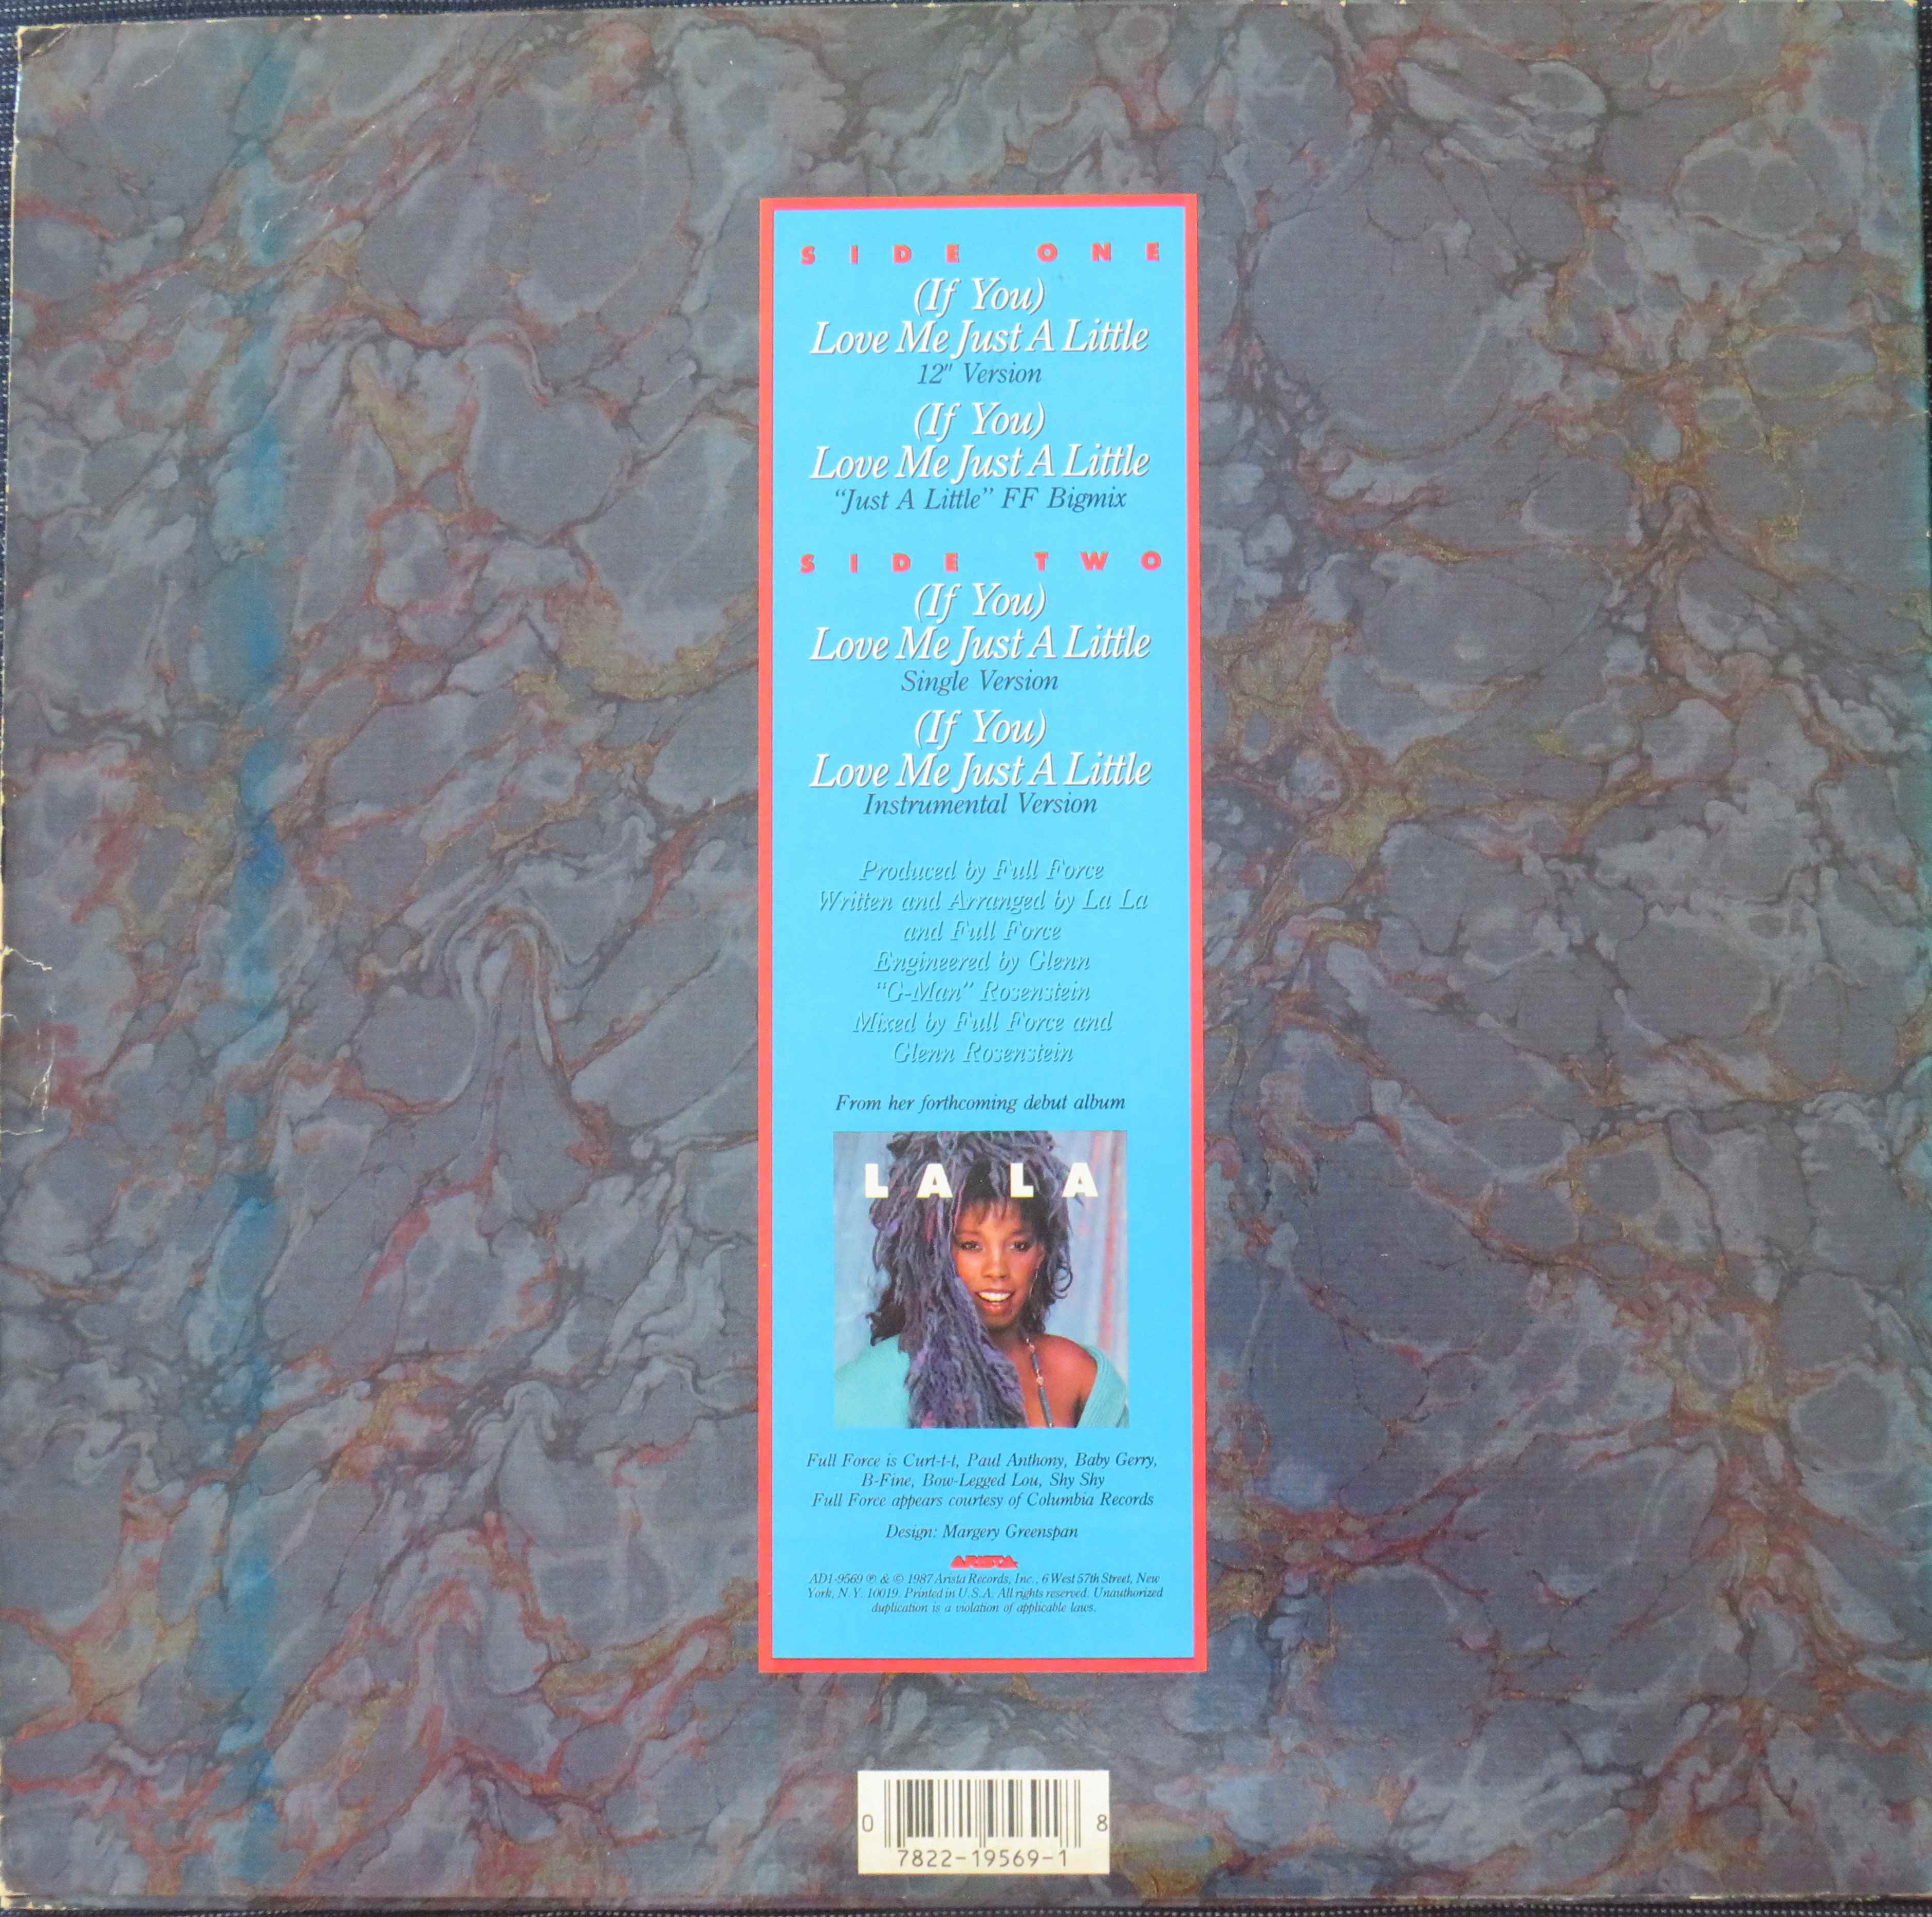 SIDE ONE
(If You)
Love Me Just A Little
12" Version
(If You)
Love Me Just A Little
“Just A Little” FF Bigmix
SIDE TWO
(If You)
Love Me Just A Little
Single Version
(If You)
Love Me Just A Little
Instrumental Version
Produced by Full Force
Written and Arranged by La La
and Full Force
Engineered by Glenn
“G-Man” Rosenstein
Mixed by Full Force and
Glenn Rosenstein
From her forthcoming debut album
LA LA
Full Force is Curt-t-t, Paul Anthony, Baby Gerry,
B-Fine, Bow-Legged Lou, Shy Shy
Full Force appears courtesy of Columbia Records
Design: Margery Greenspan
ARISTA
AD1-9569 ℗ & © 1987 Arista Records, Inc., 6 West 57th Street, New
York, N.Y. 10019. Printed in U.S.A. All rights reserved. Unauthorized
duplication is a violation of applicable laws.
0 8
7822-19569-1